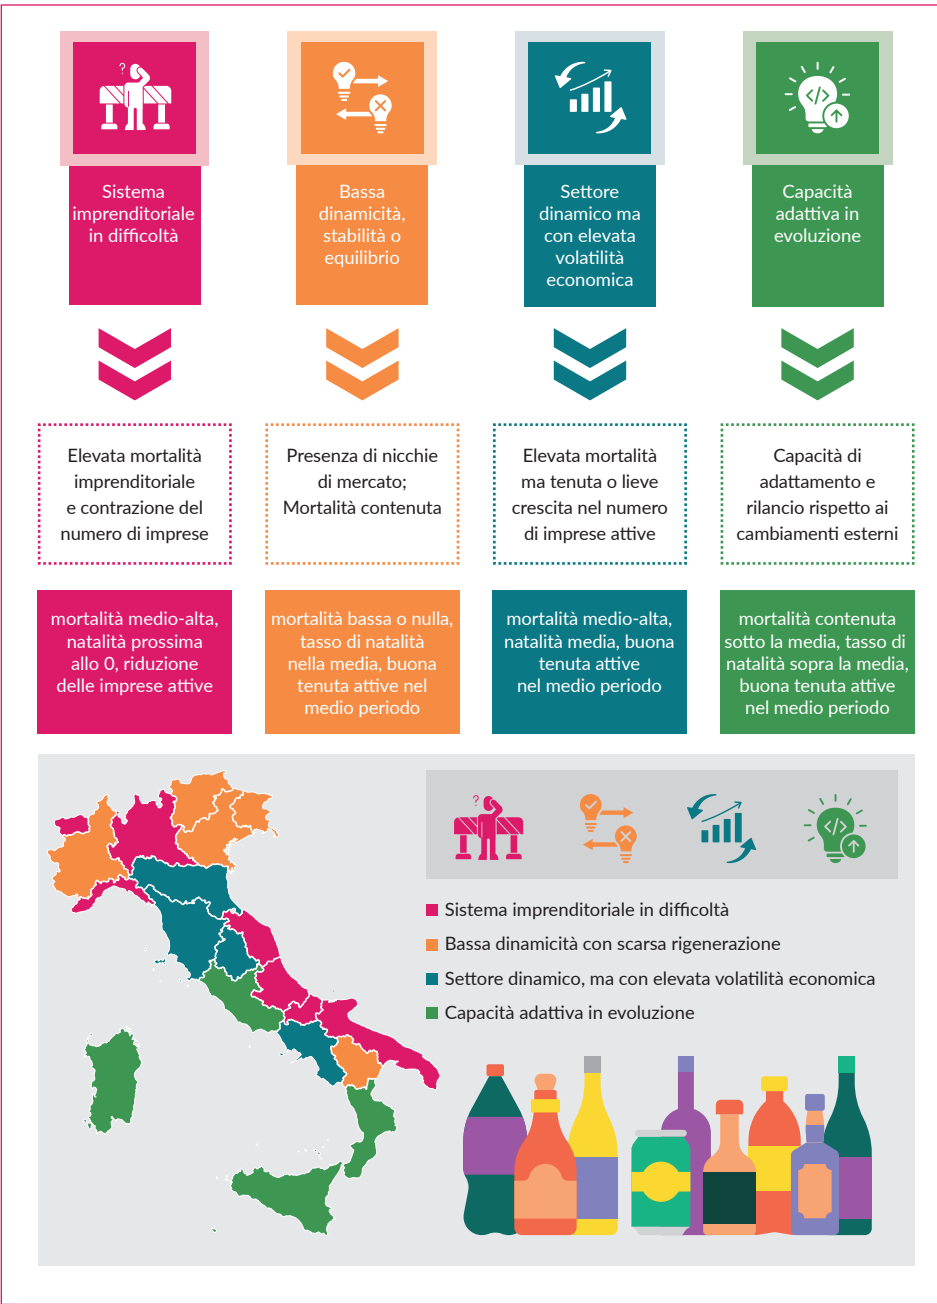 Sistema
imprenditoriale
in difficoltà
Bassa
dinamicità,
stabilità o
equilibrio
Settore
dinamico ma
con elevata
volatilità
economica
Capacità
adattiva in
evoluzione
Elevata mortalità
imprenditoriale
e contrazione del
numero di imprese
Presenza di nicchie
di mercato;
Mortalità contenuta
Elevata mortalità
ma tenuta o lieve
crescita nel numero
di imprese attive
Capacità di
adattamento e
rilancio rispetto ai
cambiamenti esterni
mortalità medio-alta,
natalità prossima
allo 0, riduzione
delle imprese attive
mortalità bassa o nulla,
tasso di natalità
nella media, buona
tenuta attive nel
medio periodo
mortalità medio-alta,
natalità media, buona
tenuta attive
nel medio periodo
mortalità contenuta
sotto la media, tasso di
natalità sopra la media,
buona tenuta attive
nel medio periodo
Sistema imprenditoriale in difficoltà
Bassa dinamicità con scarsa rigenerazione
Settore dinamico, ma con elevata volatilità economica
Capacità adattiva in evoluzione